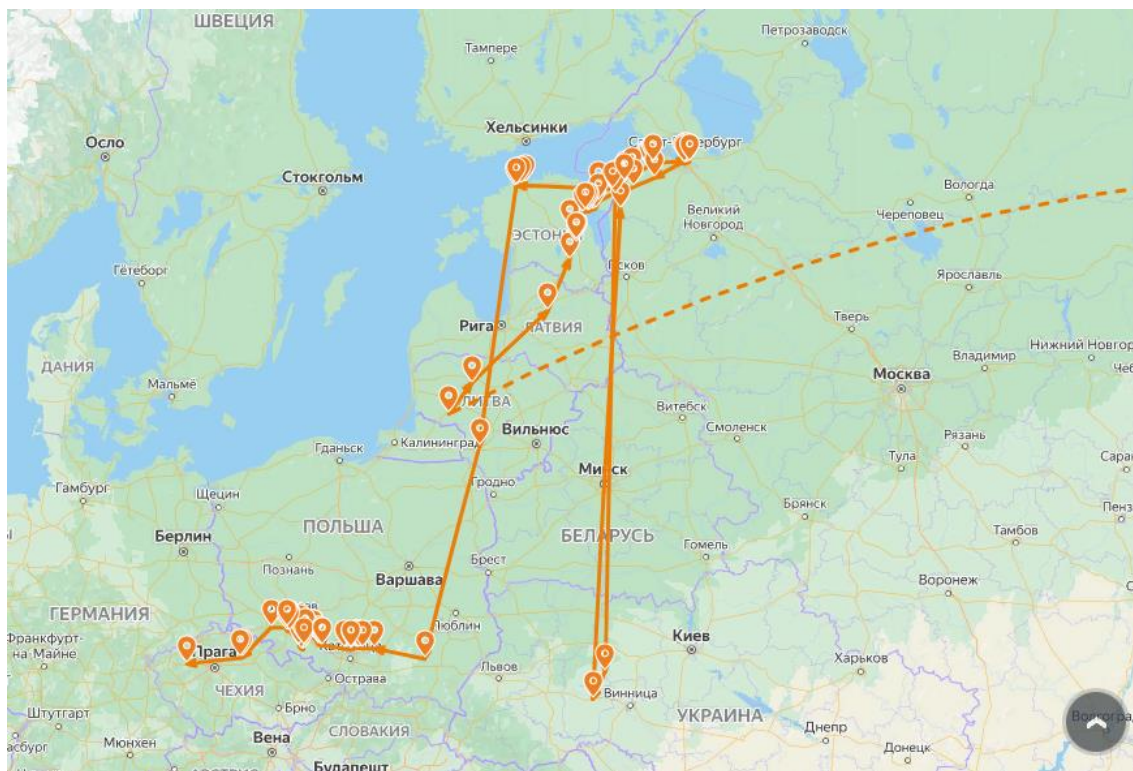 ШВЕЦИЯ
Петрозаводск
Тампере
Хельсинки
Осло
Стокгольм
Вологда
Череповец
Великий
Новгород
ЭСТОНИЯ
Гётеборг
Псков
Ярославль
Рига
ЛАТВИЯ
Тверь
Нижний Новгор
ДАНИЯ
Владимир
Москва
Мальмё
ЛИТВА
Витебск
Калининград
Вильнюс
Смоленск
Рязань
Гданьск
Тула
Минск
Гамбург
Гродно
Щецин
Брянск
Пенз
ПОЛЬША
БЕЛАРУСЬ
Тамбов
Берлин
Брест
Гомель
Познань
Варшава
Воронеж
ГЕРМАНИЯ
Люблин
Франкфурт-
на-Майне
Прага
Киев
Харьков
Львов
Острава
ЧЕХИЯ
Винница
Брно
Штутгарт
СЛОВАКИЯ
УКРАИНА
Днепр
Вена
Мюнхен
Донецк
Будапешт